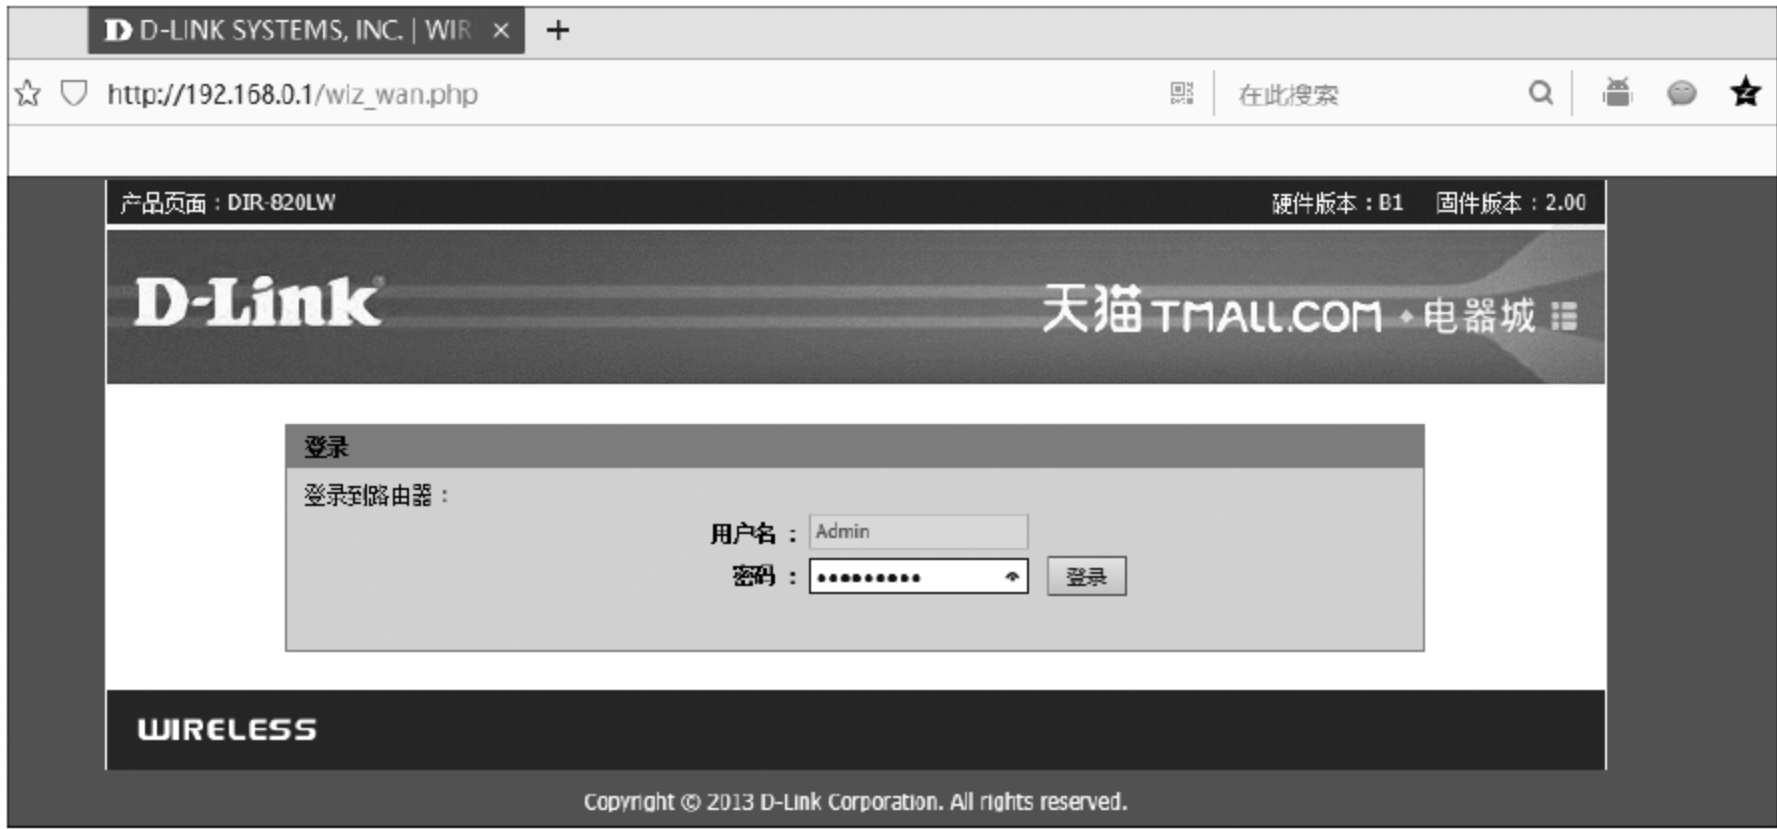 D-LINK SYSTEMS, INC. | WIR
http://192.168.0.1/wiz_wan.php 在此搜索
产品页面：DIR-820LW 硬件版本：B1 固件版本：2.00
D-Link 天猫 TMALL.COM 电器城
登录
登录到路由器：
用户名： Admin
密码： ••••••••• 登录
WIRELESS
Copyright © 2013 D-Link Corporation. All rights reserved.